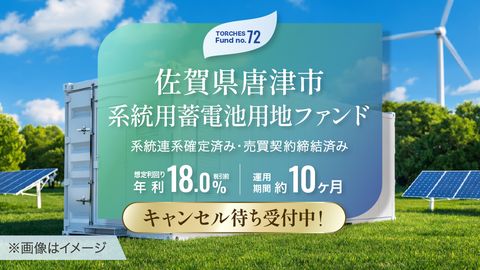 TORCHES
Fund no.72
佐賀県唐津市
系統用蓄電池用地ファンド
系統連系確定済み・売買契約締結済み
想定利回り
年利18.0%
税引前
運用
期間
約10ヶ月
キャンセル待ち受付中!
※画像はイメージ